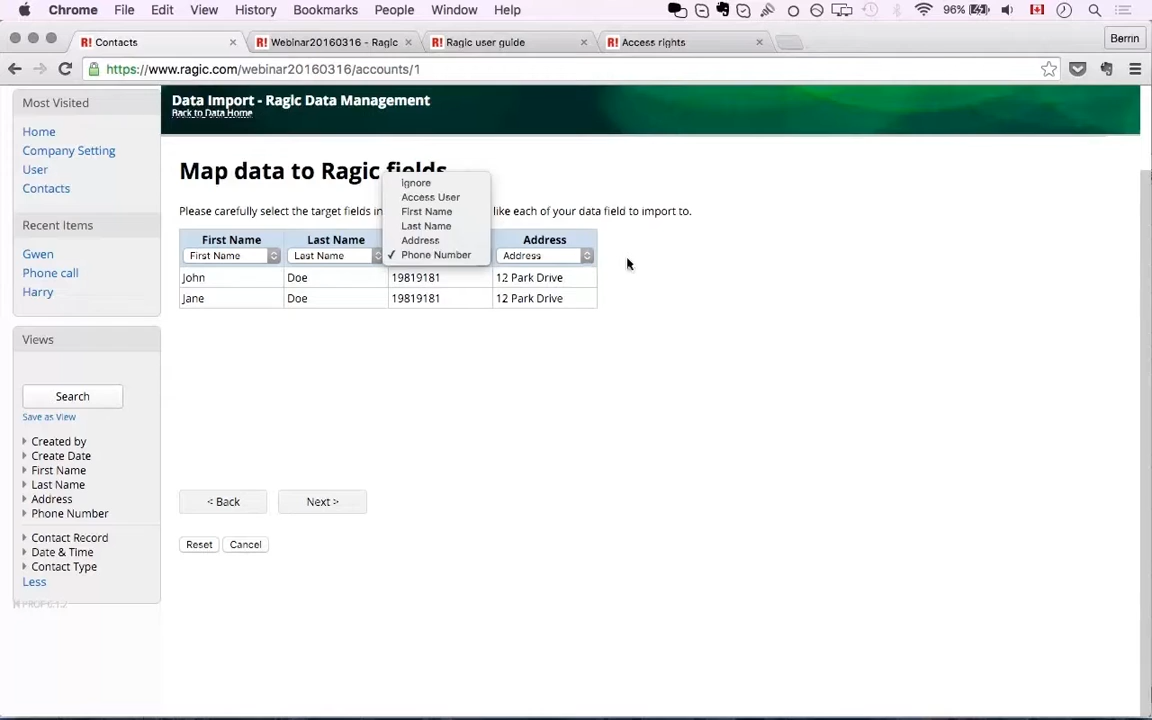 Chrome File Edit View History Bookmarks People Window Help 96%
R! Contacts × R! Webinar20160316 - Ragic × R! Ragic user guide × R! Access rights × Berrin
https://www.ragic.com/webinar20160316/accounts/1
Most Visited
Home
Company Setting
User
Contacts
Recent Items
Gwen
Phone call
Harry
Views
Search
Save as View
Created by
Create Date
First Name
Last Name
Address
Phone Number
Contact Record
Date & Time
Contact Type
Less
Data Import - Ragic Data Management
Back to Data Home
Map data to Ragic fields
Please carefully select the target fields in like each of your data field to import to.
Ignore
Access User
First Name
Last Name
Address
✓ Phone Number
First Name Last Name Address
First Name Last Name Address
John Doe 19819181 12 Park Drive
Jane Doe 19819181 12 Park Drive
< Back Next >
Reset Cancel